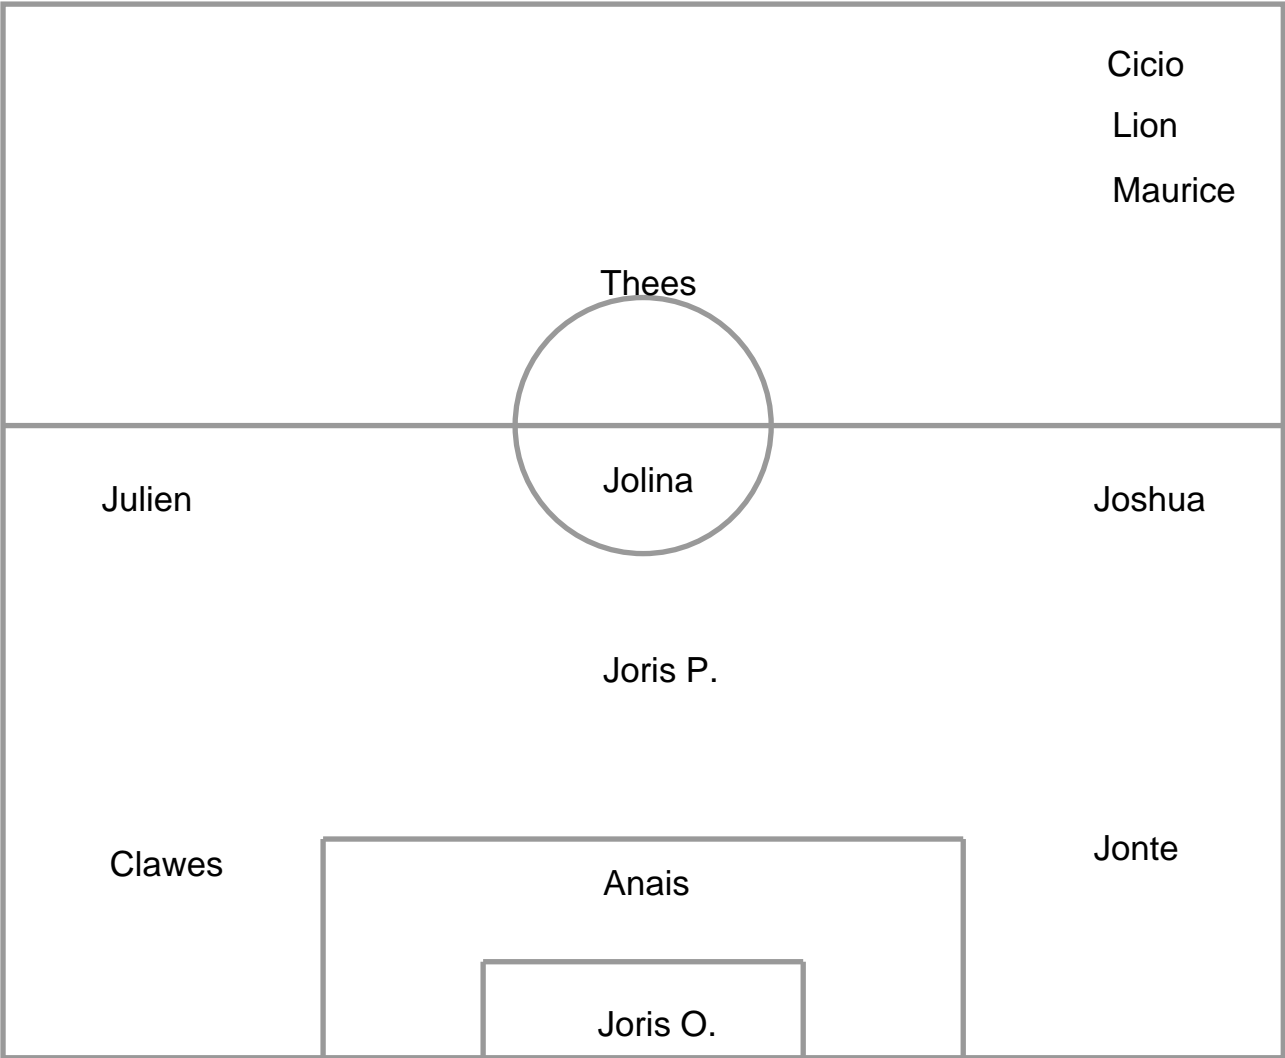 Cicio
Lion
Maurice
Thees
Jolina
Julien
Joshua
Joris P.
Jonte
Clawes
Anais
Joris O.